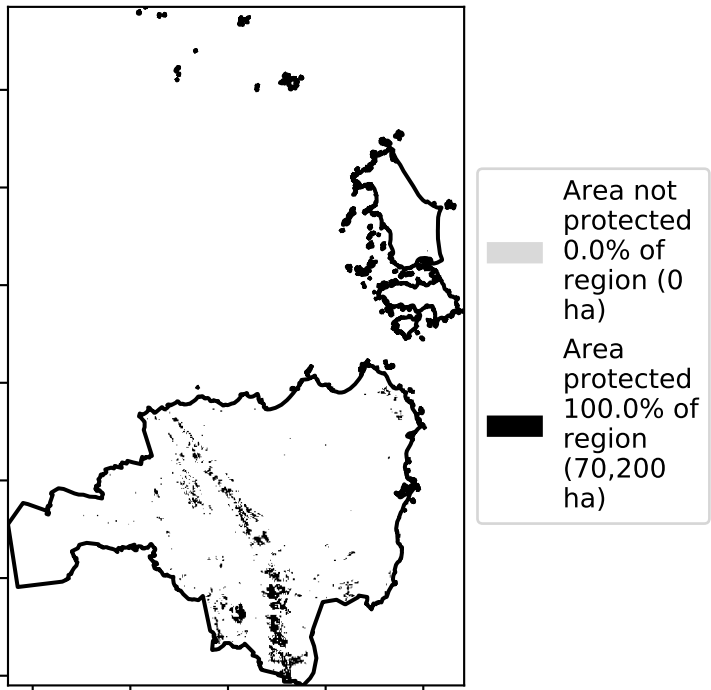 Area not
protected
0.0% of
region (0
ha)
Area
protected
100.0% of
region
(70,200
ha)